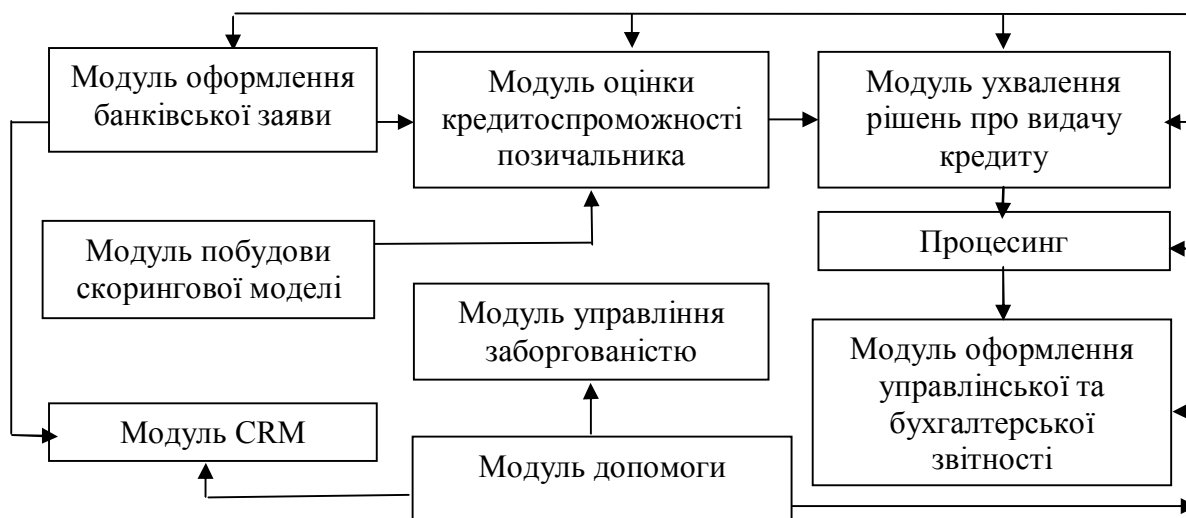 Модуль оформлення
банківської заяви
Модуль оцінки
кредитоспроможності
позичальника
Модуль ухвалення
рішень про видачу
кредиту
Модуль побудови
скорингової моделі
Процесинг
Модуль управління
заборгованістю
Модуль оформлення
управлінської та
бухгалтерської
звітності
Модуль CRM
Модуль допомоги